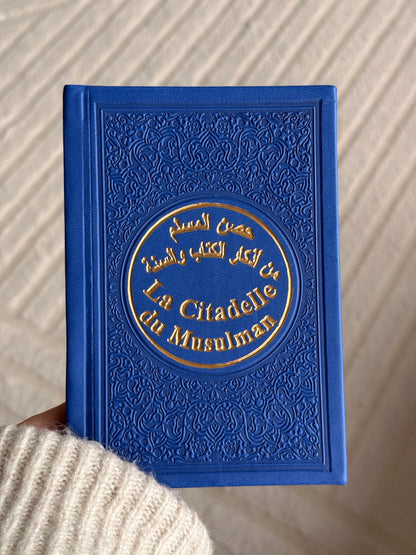 حصن المسلم
من أذكار الكتاب والسنة
La Citadelle
du Musulman